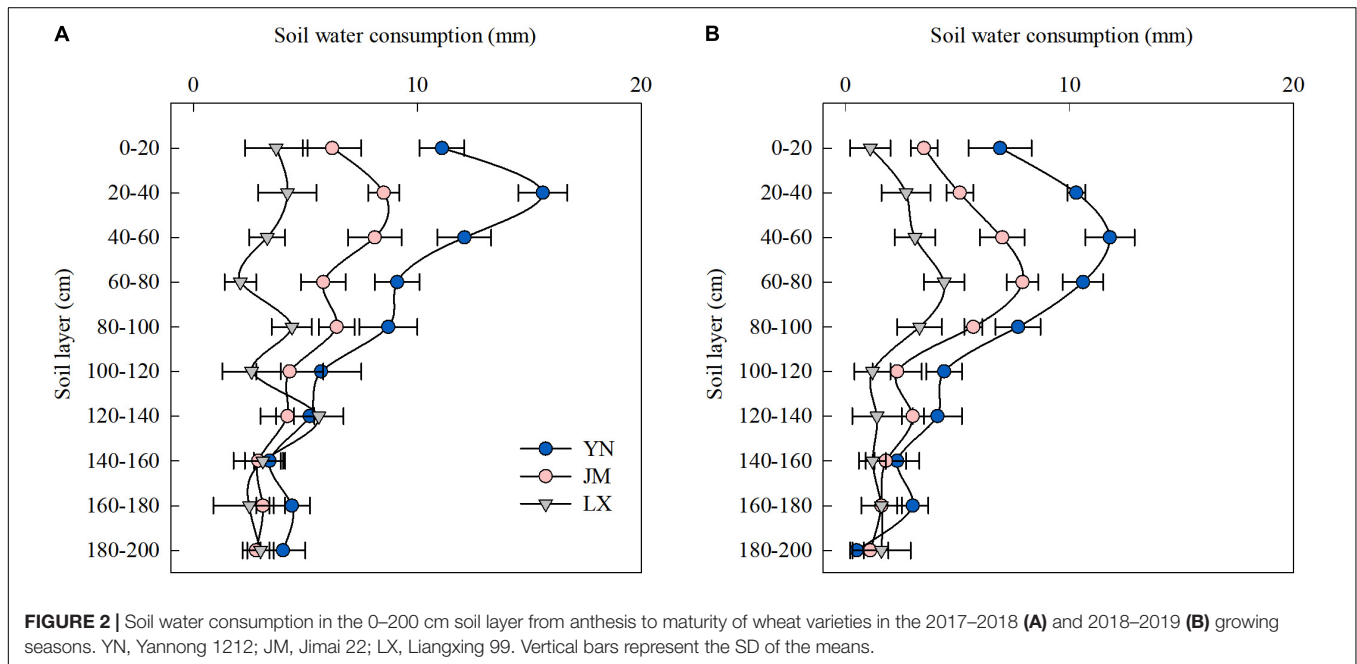 A
Soil water consumption (mm)
0 10 20
Soil layer (cm)
0-20
20-40
40-60
60-80
80-100
100-120
120-140
140-160
160-180
180-200
YN
JM
LX
B
Soil water consumption (mm)
0 10 20
Soil layer (cm)
0-20
20-40
40-60
60-80
80-100
100-120
120-140
140-160
160-180
180-200
FIGURE 2 | Soil water consumption in the 0–200 cm soil layer from anthesis to maturity of wheat varieties in the 2017–2018 (A) and 2018–2019 (B) growing
seasons. YN, Yannong 1212; JM, Jimai 22; LX, Liangxing 99. Vertical bars represent the SD of the means.